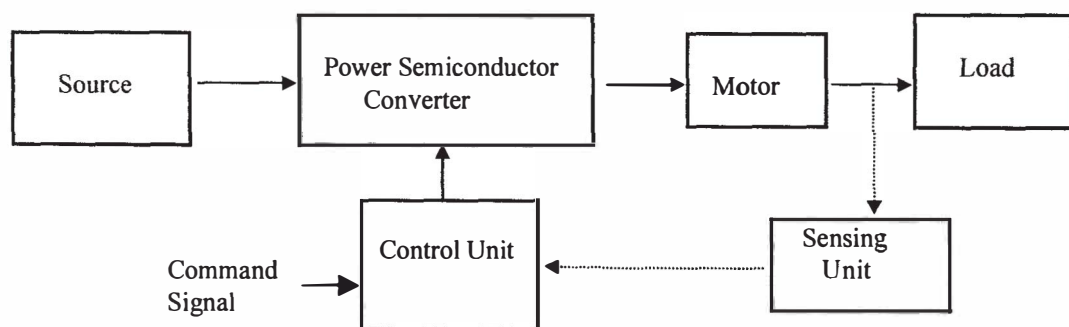 Source
Power Semiconductor
Converter
Motor
Load
Control Unit
Sensing
Unit
Command
Signal